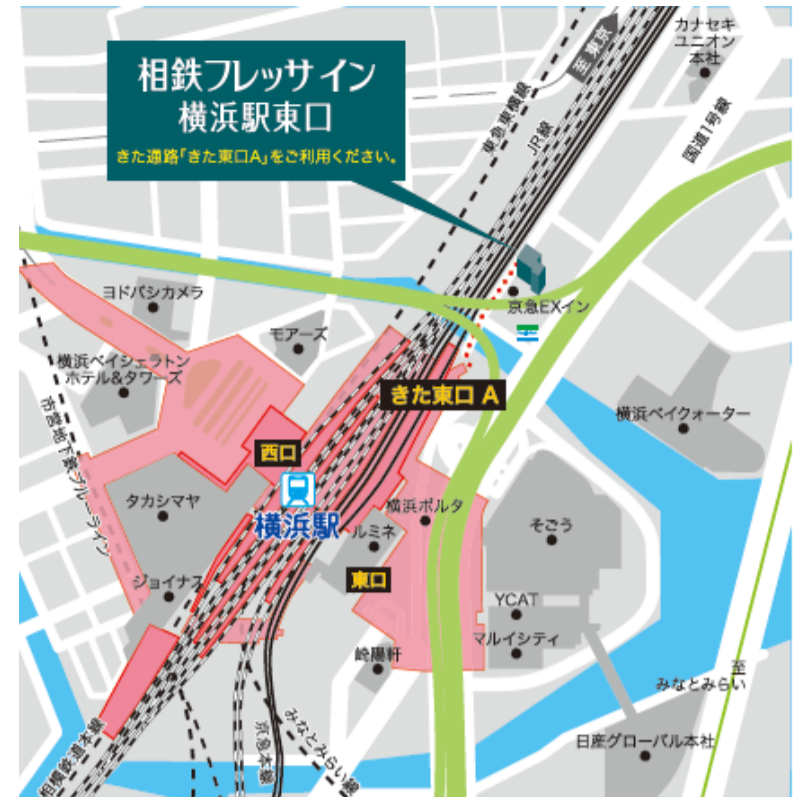 相鉄フレッサイン
横浜駅東口
きた通路「きた東口A」をご利用ください。
至 東京
カナセキ
ユニオン
本社
東急東横線
JR線
国道1号線
ヨドバシカメラ
京急EXイン
モアーズ
横浜ベイシェラトン
ホテル&タワーズ
きた東口 A
横浜ベイクォーター
市営地下鉄ブルーライン
西口
タカシマヤ
横浜駅
横浜ポルタ
ルミネ
そごう
東口
ジョイナス
YCAT
マルイシティ
崎陽軒
至
みなとみらい
日産グローバル本社
相模鉄道本線
京急本線
みなとみらい線